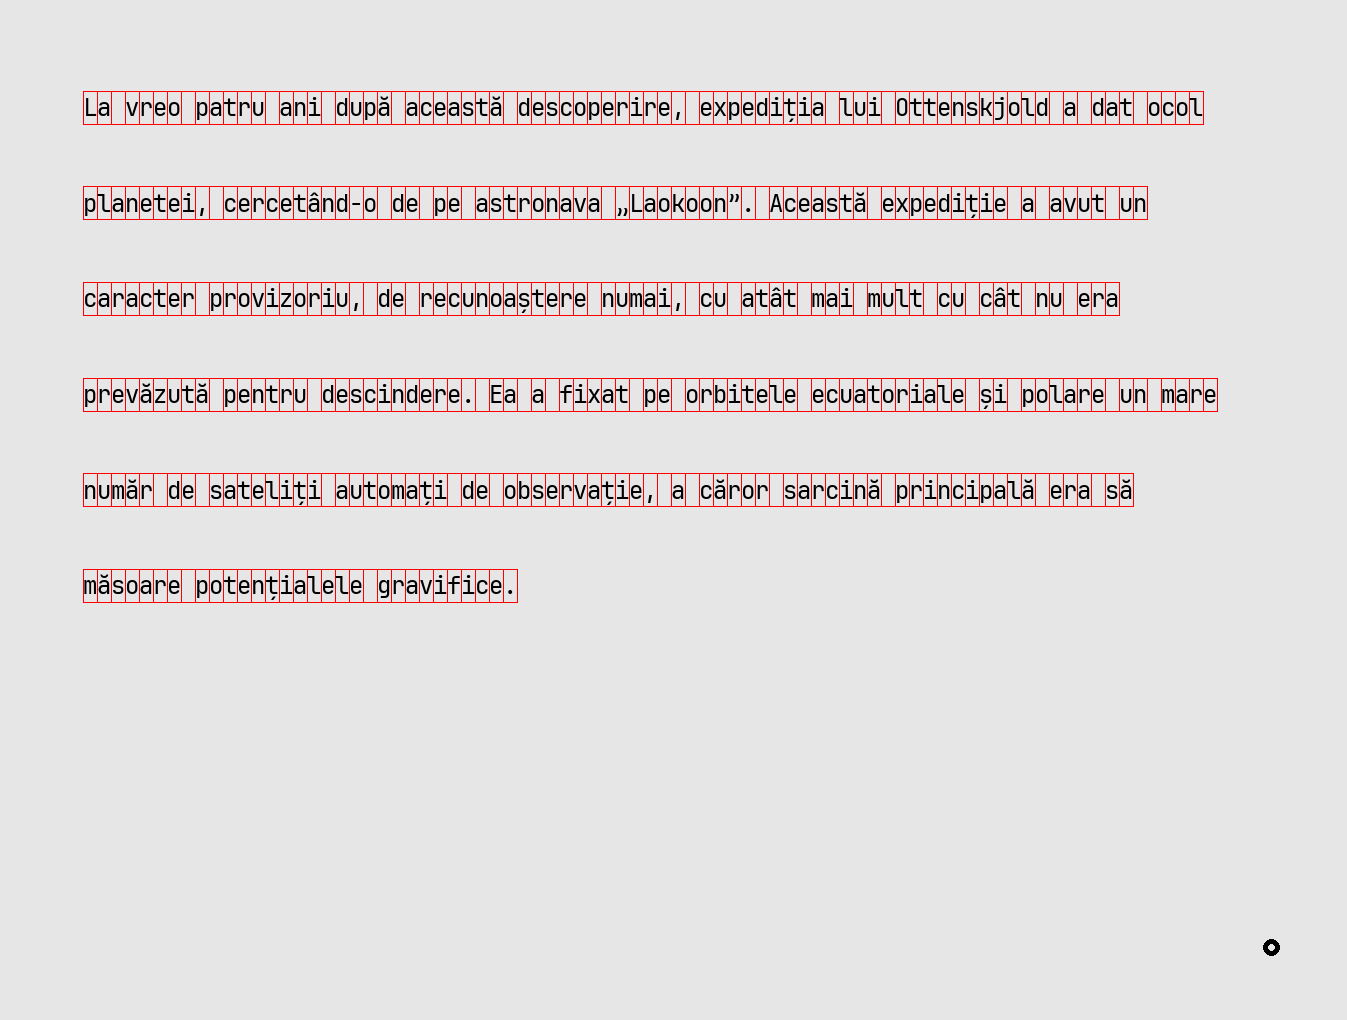 La vreo patru ani după această descoperire, expediția lui Ottenskjold a dat ocol
planetei, cercetând-o de pe astronava „Laokoon”. Această expediție a avut un
caracter provizoriu, de recunoaștere numai, cu atât mai mult cu cât nu era
prevăzută pentru descindere. Ea a fixat pe orbitele ecuatoriale și polare un mare
număr de sateliți automați de observație, a căror sarcină principală era să
măsoare potențialele gravifice.